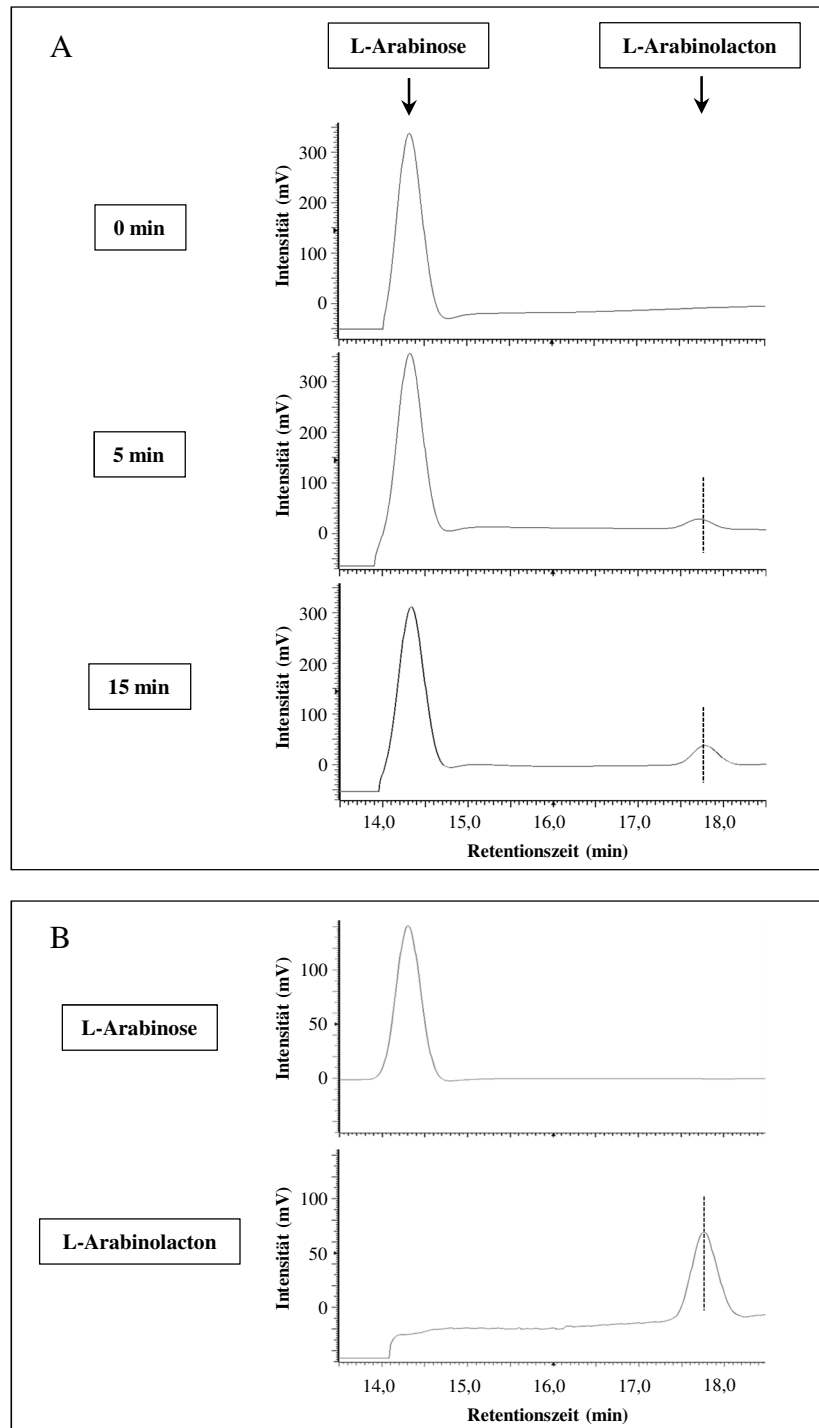 A
L-Arabinose
L-Arabinolacton
0 min
Intensität (mV)
300
200
100
0
5 min
Intensität (mV)
300
200
100
0
15 min
Intensität (mV)
300
200
100
0
14,0 15,0 16,0 17,0 18,0
Retentionszeit (min)
B
L-Arabinose
Intensität (mV)
100
50
0
L-Arabinolacton
Intensität (mV)
100
50
0
14,0 15,0 16,0 17,0 18,0
Retentionszeit (min)